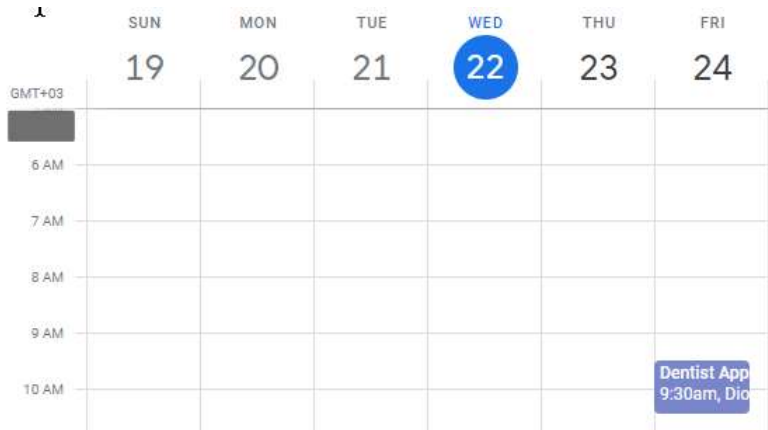 SUN MON TUE WED THU FRI
19 20 21 22 23 24
GMT+03
6 AM
7 AM
8 AM
9 AM
Dentist App
9:30am, Dio
10 AM